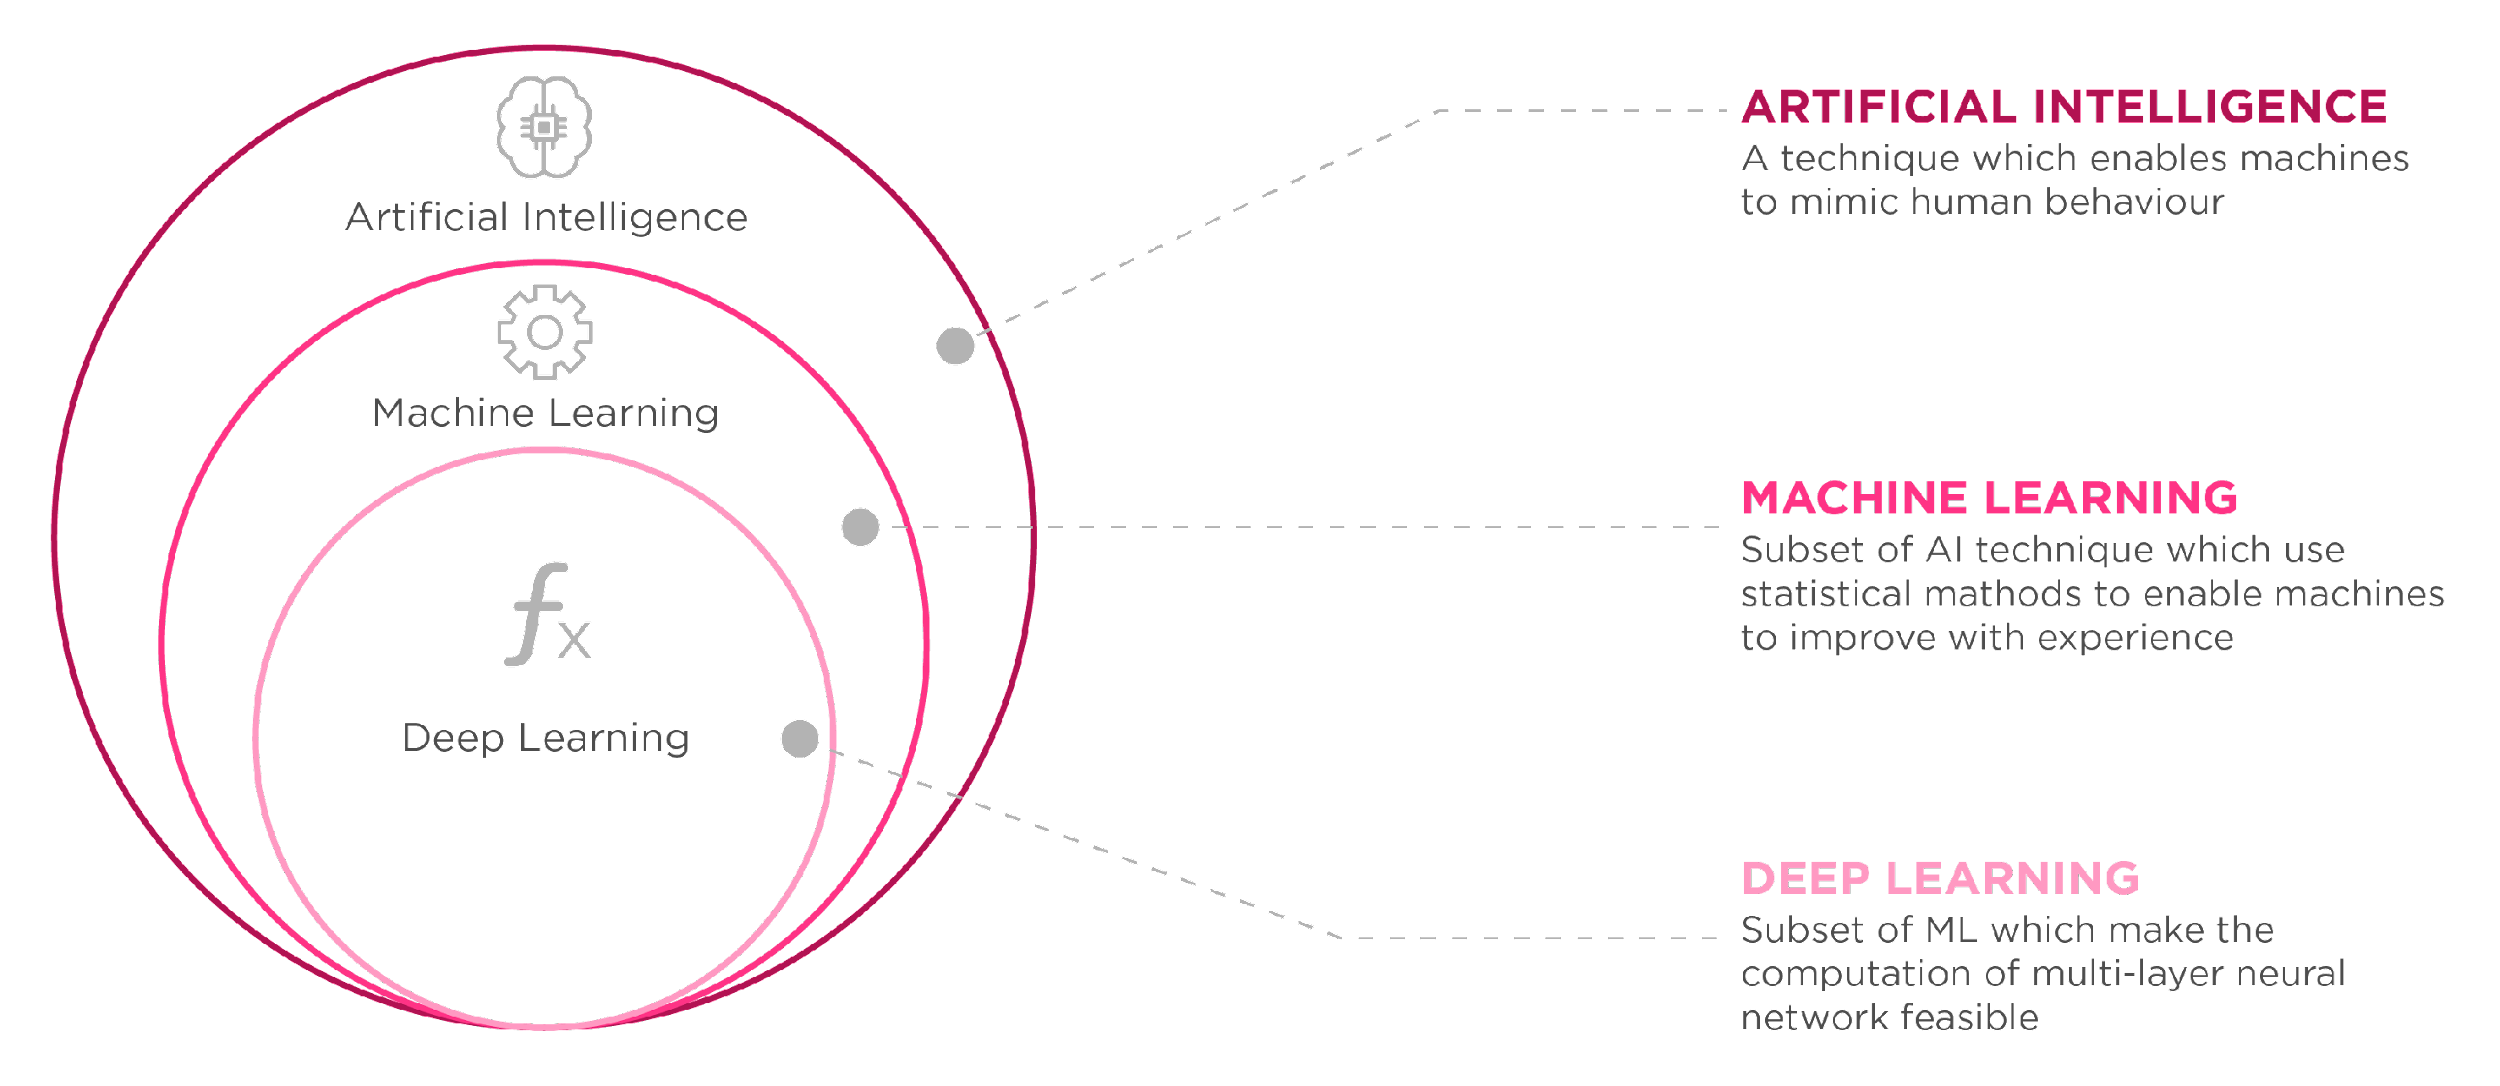 Artificial Intelligence
Machine Learning
fx
Deep Learning
ARTIFICIAL INTELLIGENCE
A technique which enables machines
to mimic human behaviour
MACHINE LEARNING
Subset of AI technique which use
statistical mathods to enable machines
to improve with experience
DEEP LEARNING
Subset of ML which make the
computation of multi-layer neural
network feasible